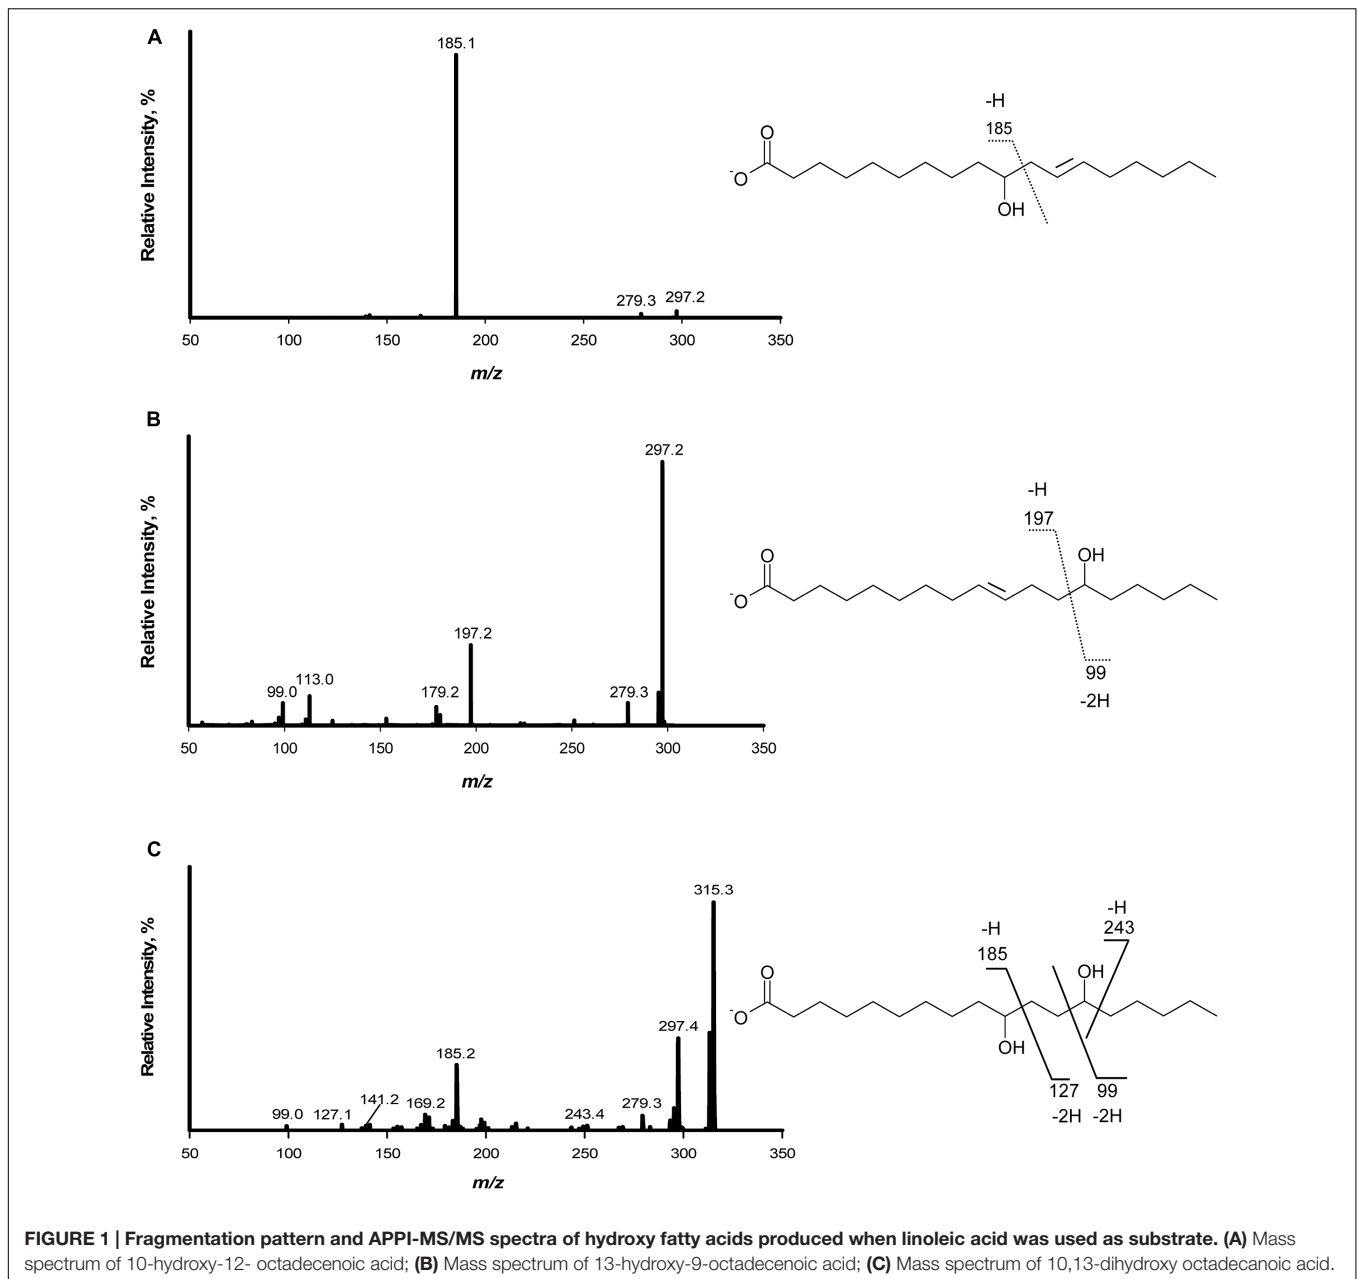 A
Relative Intensity, %
185.1
279.3
297.2
50 100 150 200 250 300 350
m/z
-H
185
O
-O
OH
B
Relative Intensity, %
99.0
113.0
179.2
197.2
279.3
297.2
50 100 150 200 250 300 350
m/z
-H
197
O
OH
-O
99
-2H
C
Relative Intensity, %
99.0
127.1
141.2
169.2
185.2
243.4
279.3
297.4
315.3
50 100 150 200 250 300 350
m/z
-H
243
-H
185
O
OH
-O
OH
127 99
-2H -2H
FIGURE 1 | Fragmentation pattern and APPI-MS/MS spectra of hydroxy fatty acids produced when linoleic acid was used as substrate. (A) Mass
spectrum of 10-hydroxy-12- octadecenoic acid; (B) Mass spectrum of 13-hydroxy-9-octadecenoic acid; (C) Mass spectrum of 10,13-dihydroxy octadecanoic acid.